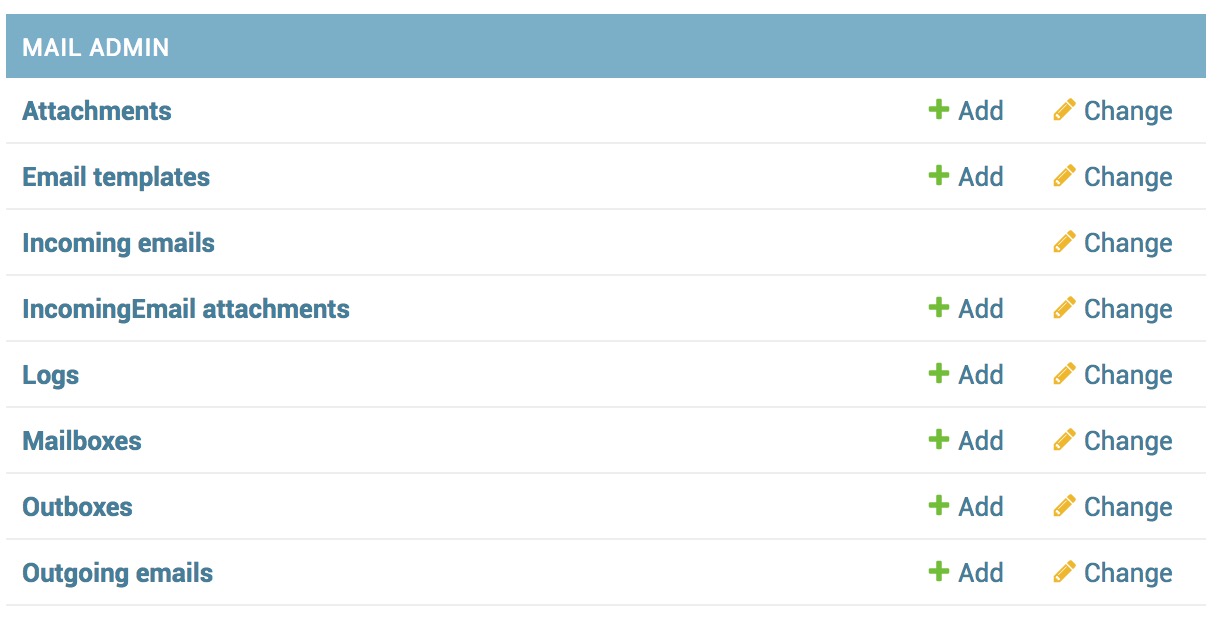 MAIL ADMIN
Attachments Add Change
Email templates Add Change
Incoming emails Change
IncomingEmail attachments Add Change
Logs Add Change
Mailboxes Add Change
Outboxes Add Change
Outgoing emails Add Change